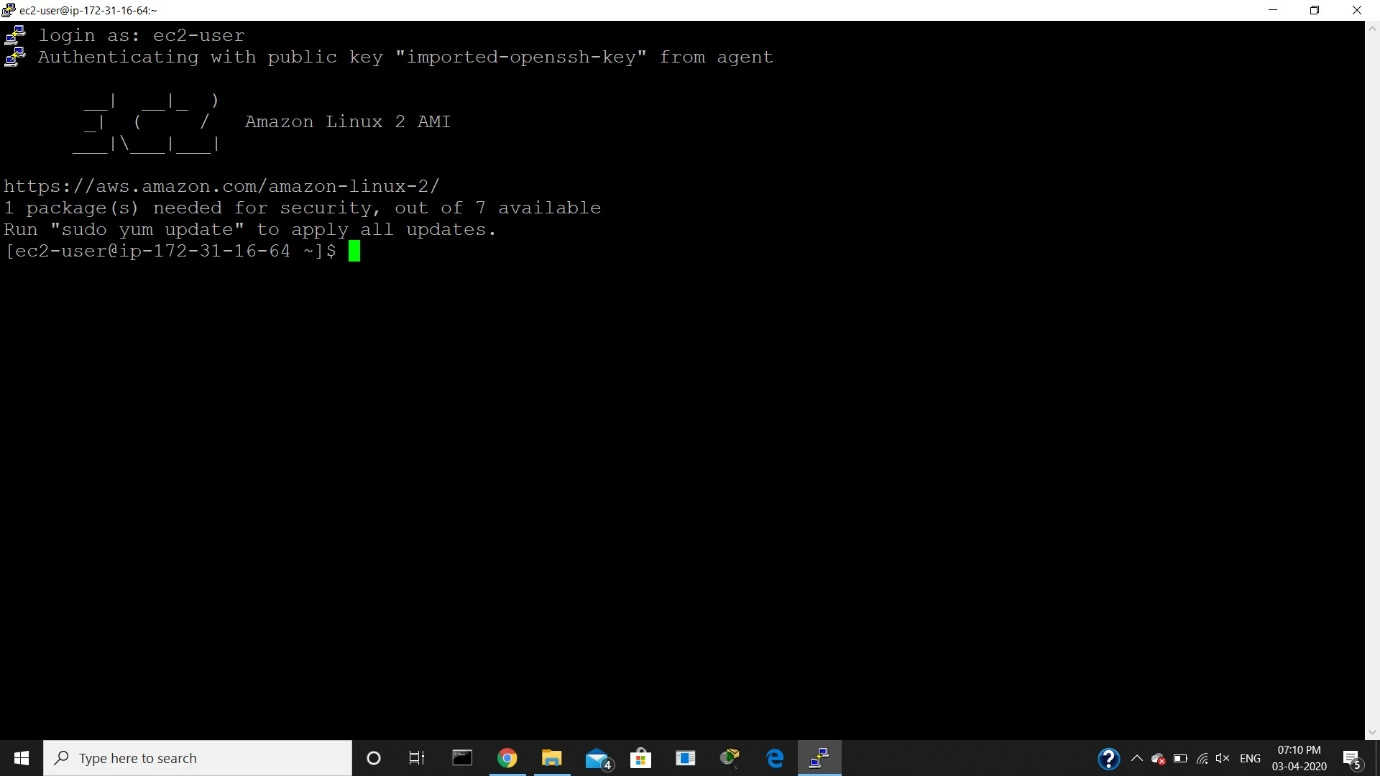 ec2-user@ip-172-31-16-64:~
login as: ec2-user
Authenticating with public key "imported-openssh-key" from agent
       __|  __|_  )
       _|  (     /   Amazon Linux 2 AMI
      ___|\___|___|
https://aws.amazon.com/amazon-linux-2/
1 package(s) needed for security, out of 7 available
Run "sudo yum update" to apply all updates.
[ec2-user@ip-172-31-16-64 ~]$
Type here to search
4
ENG
07:10 PM
03-04-2020
5